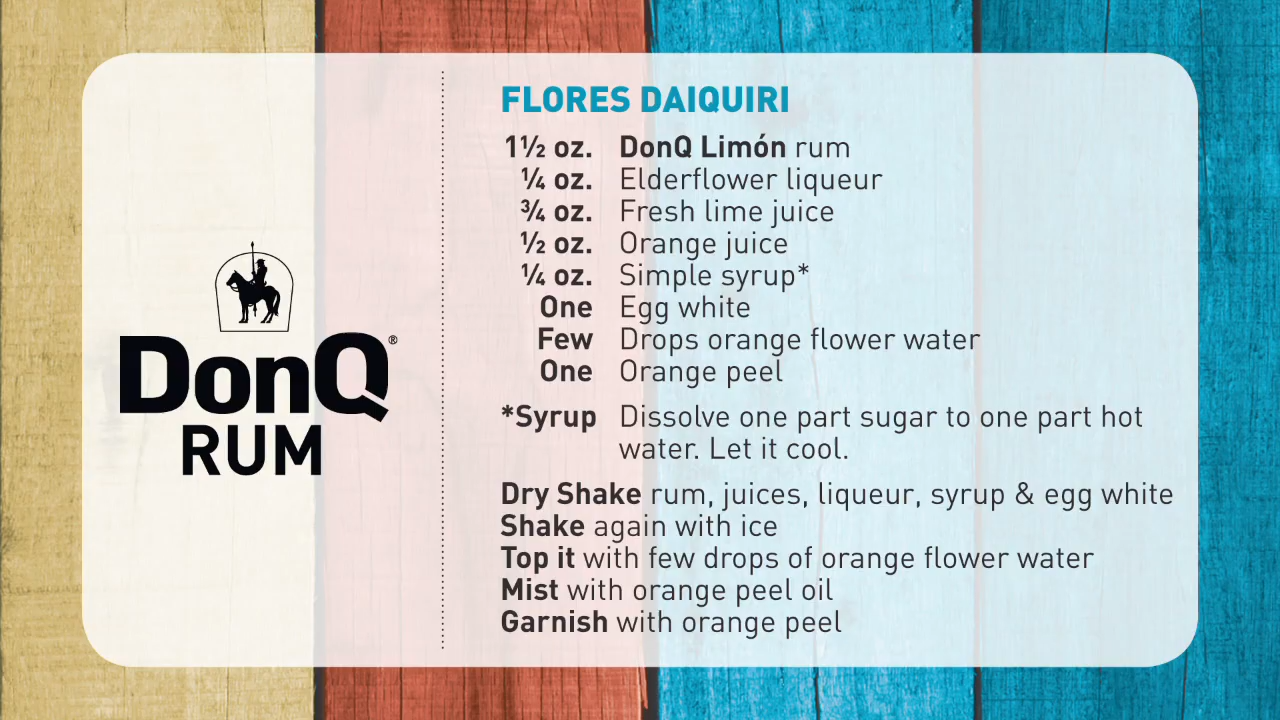 DonQ®
RUM
FLORES DAIQUIRI
1½ oz. DonQ Limón rum
¼ oz. Elderflower liqueur
¾ oz. Fresh lime juice
½ oz. Orange juice
¼ oz. Simple syrup*
One Egg white
Few Drops orange flower water
One Orange peel
*Syrup Dissolve one part sugar to one part hot
water. Let it cool.
Dry Shake rum, juices, liqueur, syrup & egg white
Shake again with ice
Top it with few drops of orange flower water
Mist with orange peel oil
Garnish with orange peel